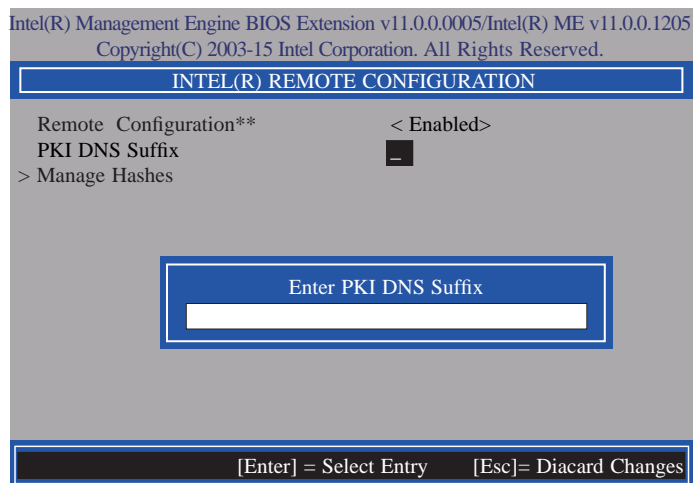 Intel(R) Management Engine BIOS Extension v11.0.0.0005/Intel(R) ME v11.0.0.1205
Copyright(C) 2003-15 Intel Corporation. All Rights Reserved.
INTEL(R) REMOTE CONFIGURATION
Remote Configuration** < Enabled>
PKI DNS Suffix _
> Manage Hashes
Enter PKI DNS Suffix
[Enter] = Select Entry [Esc]= Diacard Changes